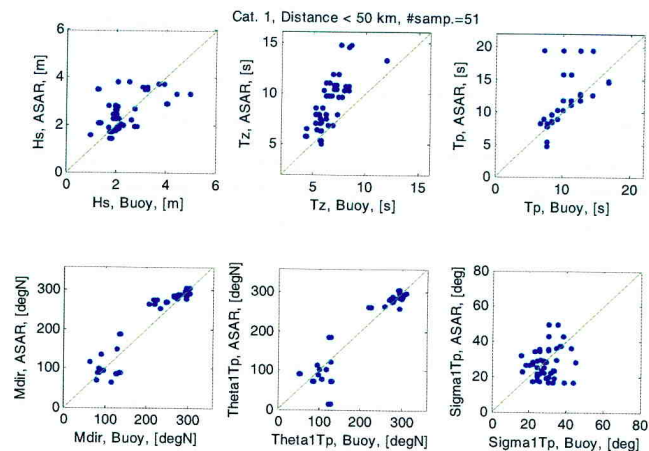 Cat. 1, Distance < 50 km, #samp.=51
Hs, ASAR, [m]
6
4
2
0
0 2 4 6
Hs, Buoy, [m]
Tz, ASAR, [s]
15
10
5
5 10 15
Tz, Buoy, [s]
Tp, ASAR, [s]
20
15
10
5
0
0 10 20
Tp, Buoy, [s]
Mdir, ASAR, [degN]
300
200
100
0
0 100 200 300
Mdir, Buoy, [degN]
Theta1Tp, ASAR, [degN]
300
200
100
0
0 100 200 300
Theta1Tp, Buoy, [degN]
Sigma1Tp, ASAR, [deg]
80
60
40
20
0
0 20 40 60 80
Sigma1Tp, Buoy, [deg]